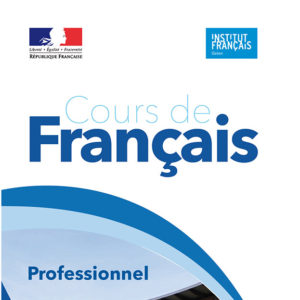 Liberté • Égalité • Fraternité
RÉPUBLIQUE FRANÇAISE
INSTITUT
FRANÇAIS
Cours de
Français
Professionnel